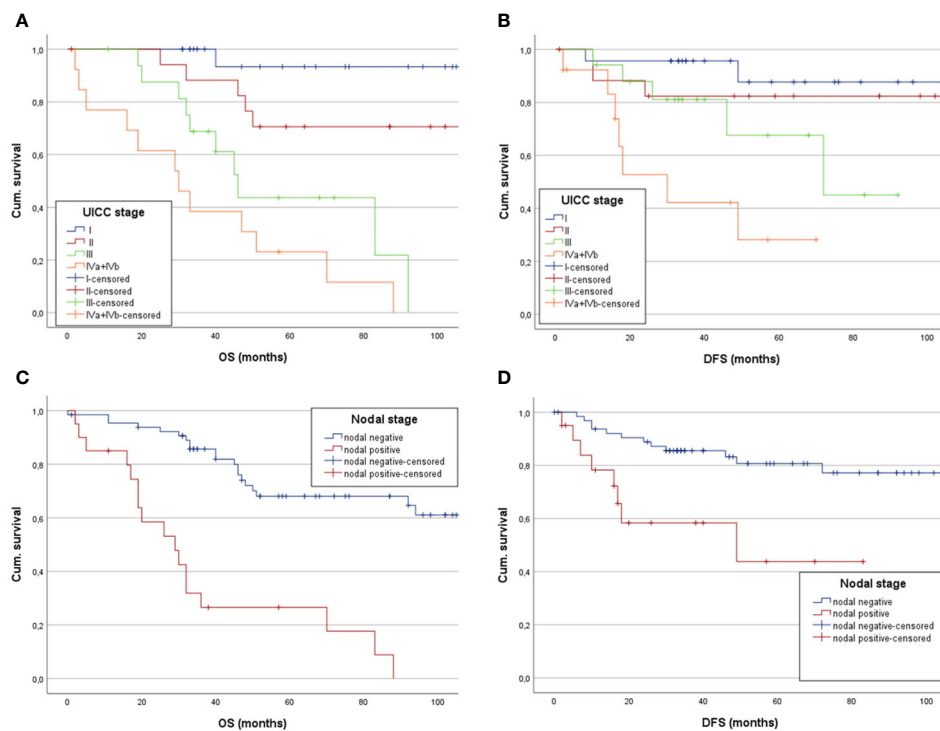 A
Cum. survival
1,0
0,8
0,6
0,4
0,2
0,0
UICC stage
I
II
III
IVa+IVb
I-censored
II-censored
III-censored
IVa+IVb-censored
0 20 40 60 80 100
OS (months)
B
Cum. survival
1,0
0,8
0,6
0,4
0,2
0,0
UICC stage
I
II
III
IVa+IVb
I-censored
II-censored
III-censored
IVa+IVb-censored
0 20 40 60 80 100
DFS (months)
C
Cum. survival
1,0
0,8
0,6
0,4
0,2
0,0
Nodal stage
nodal negative
nodal positive
nodal negative-censored
nodal positive-censored
0 20 40 60 80 100
OS (months)
D
Cum. survival
1,0
0,8
0,6
0,4
0,2
0,0
Nodal stage
nodal negative
nodal positive
nodal negative-censored
nodal positive-censored
0 20 40 60 80 100
DFS (months)